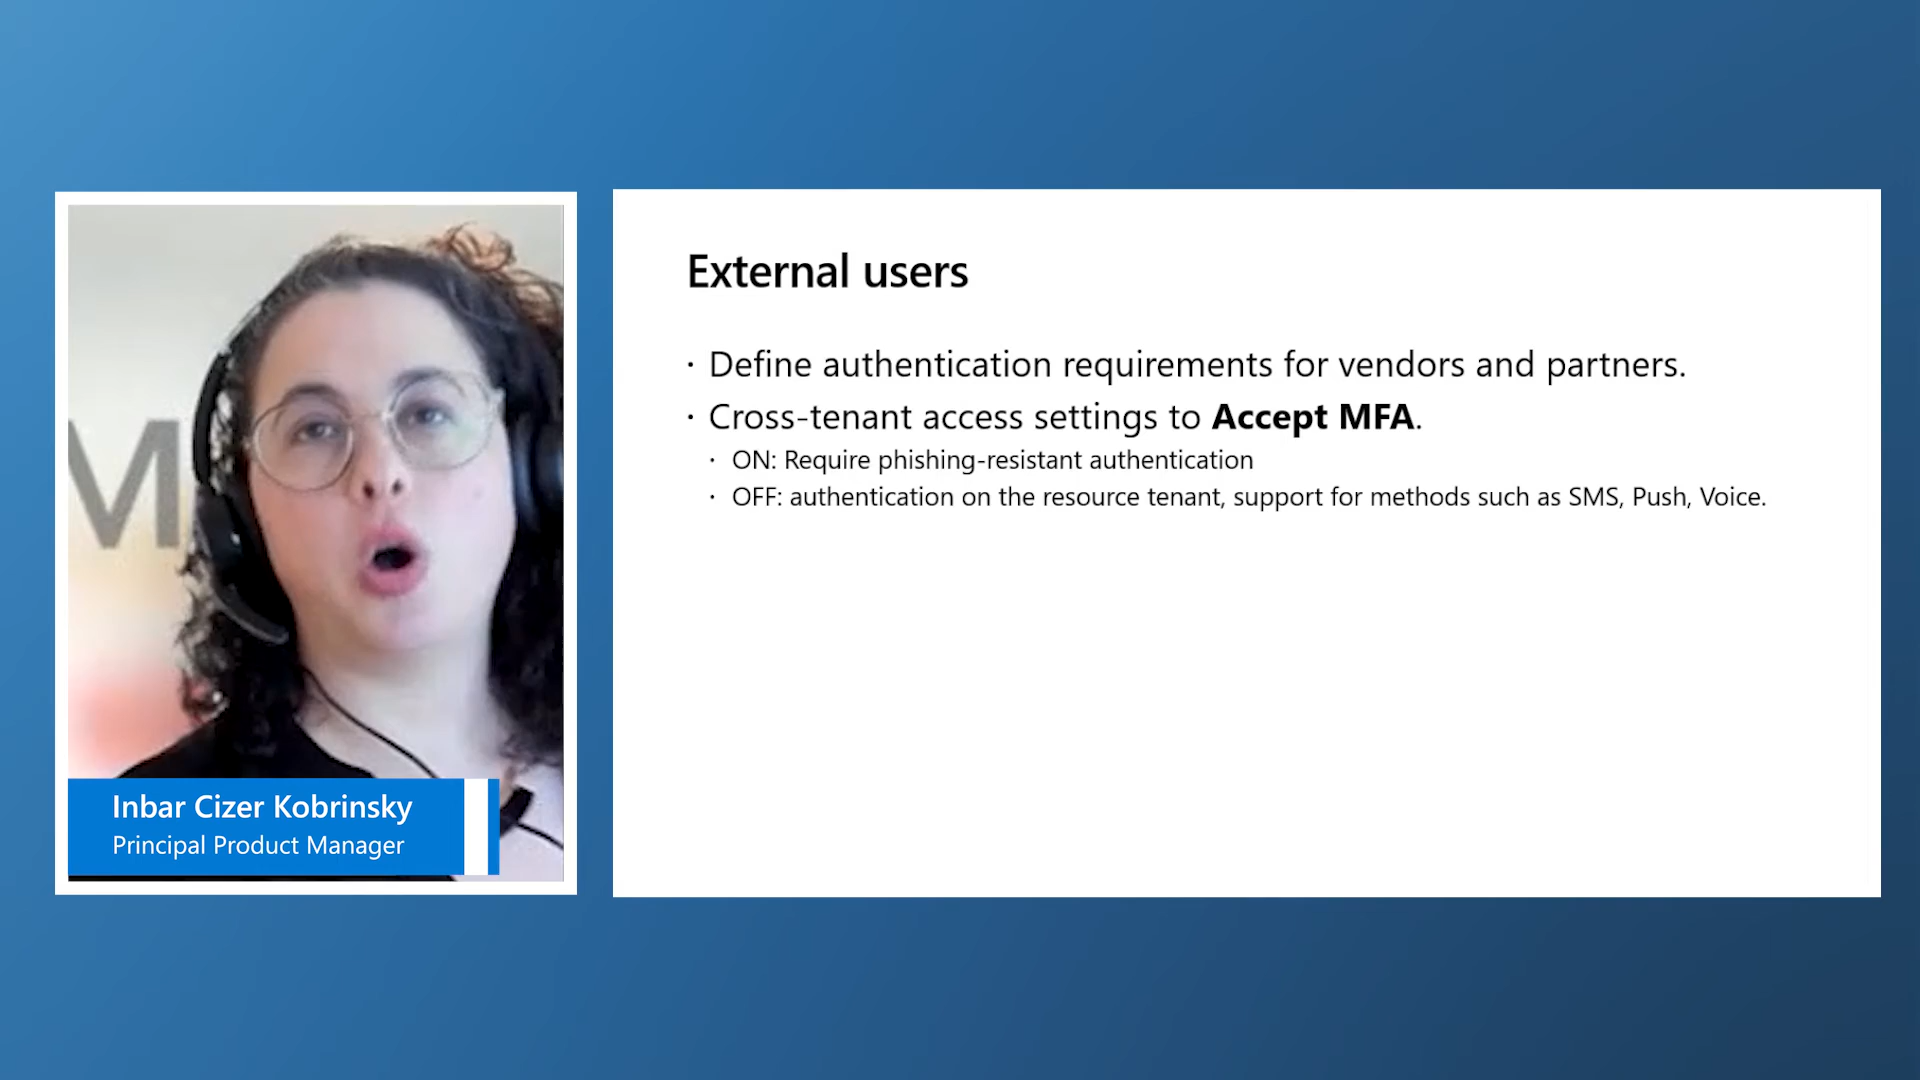 External users
· Define authentication requirements for vendors and partners.
· Cross-tenant access settings to Accept MFA.
· ON: Require phishing-resistant authentication
· OFF: authentication on the resource tenant, support for methods such as SMS, Push, Voice.
M
Inbar Cizer Kobrinsky
Principal Product Manager